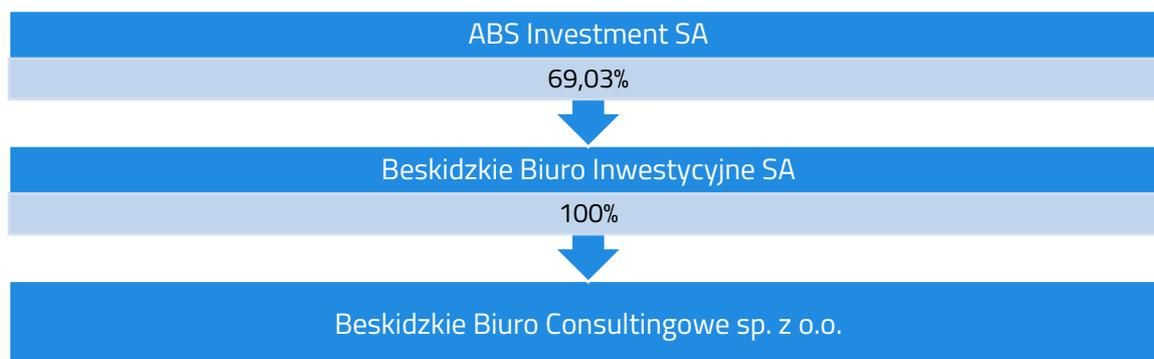 ABS Investment SA
69,03%
Beskidzkie Biuro Inwestycyjne SA
100%
Beskidzkie Biuro Consultingowe sp. z o.o.